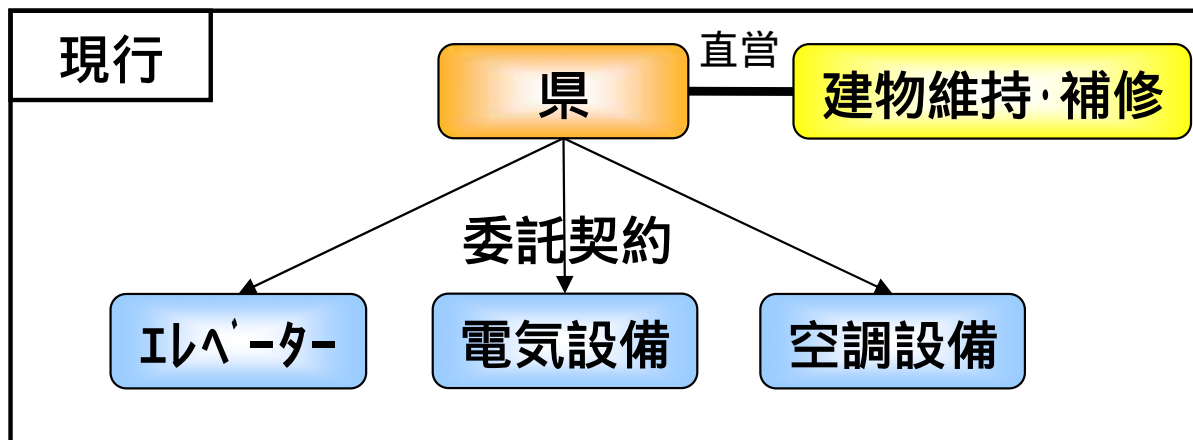 現行
直営
県
建物維持・補修
委託契約
ｴﾚﾍﾞｰﾀｰ
電気設備
空調設備